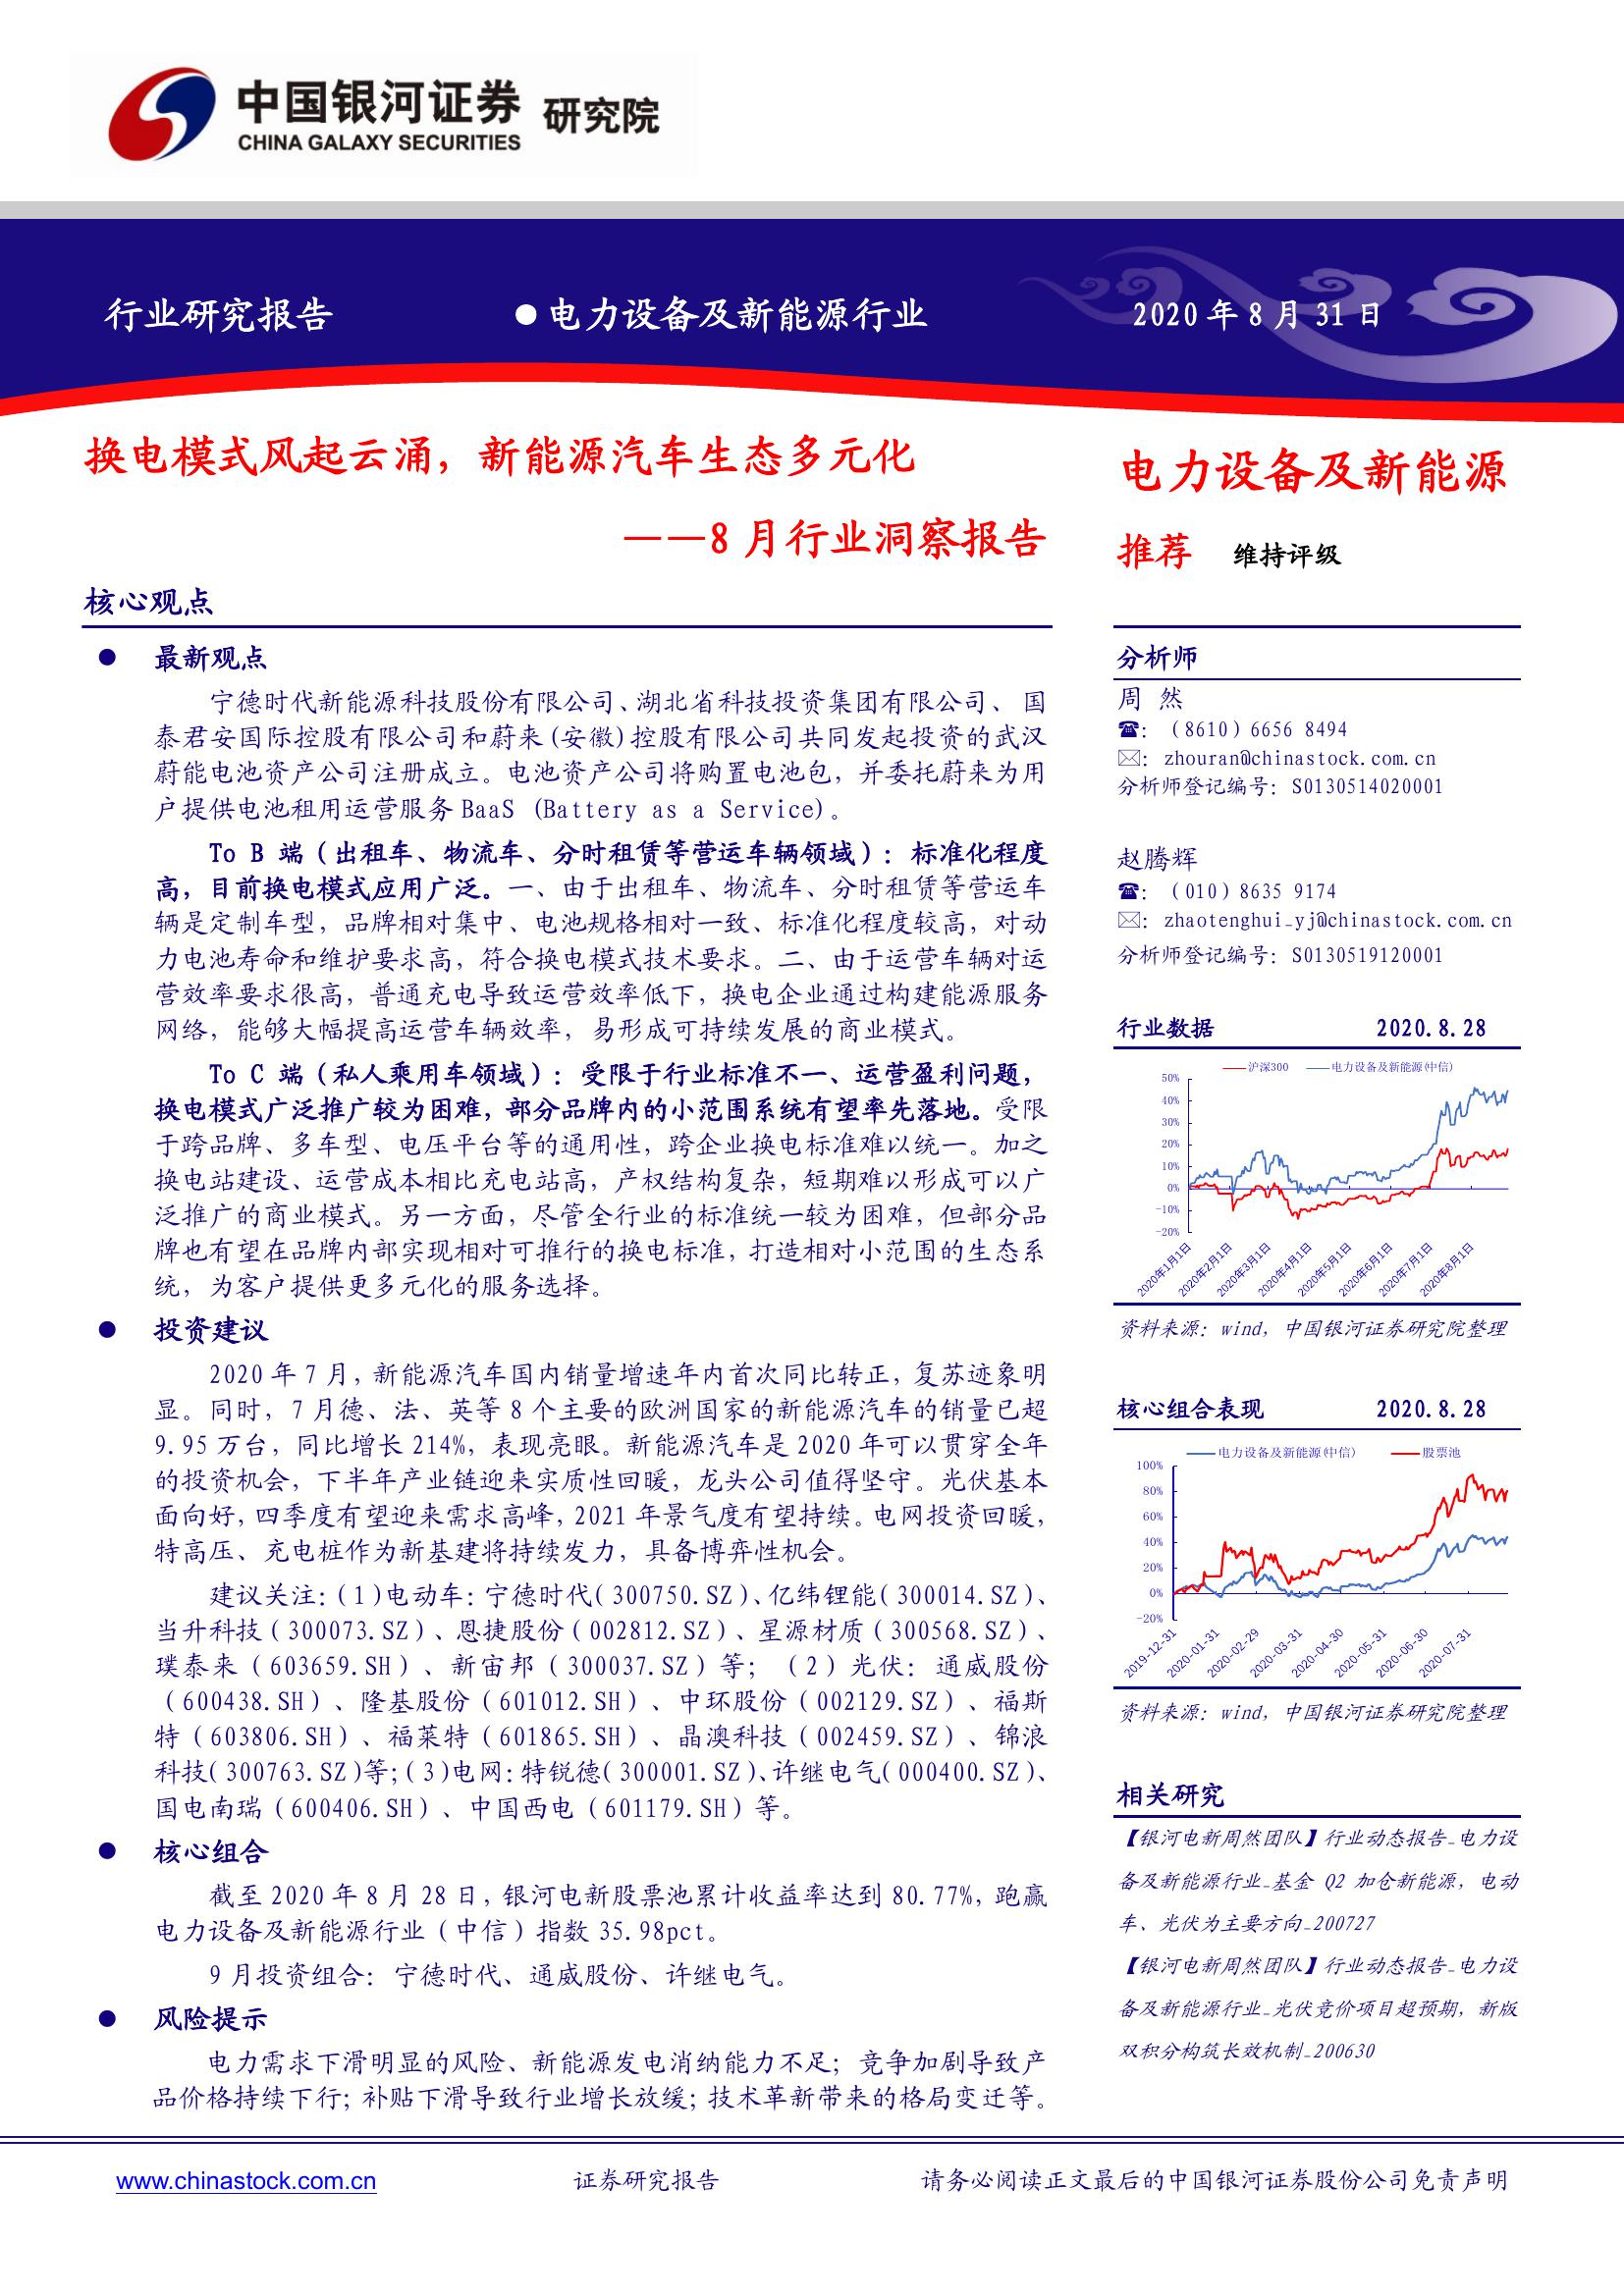 中国银河证券 研究院
CHINA GALAXY SECURITIES
行业研究报告 ●电力设备及新能源行业 2020 年 8 月 31 日
换电模式风起云涌，新能源汽车生态多元化
——8 月行业洞察报告
核心观点
● 最新观点
宁德时代新能源科技股份有限公司、湖北省科技投资集团有限公司、 国
泰君安国际控股有限公司和蔚来(安徽)控股有限公司共同发起投资的武汉
蔚能电池资产公司注册成立。电池资产公司将购置电池包，并委托蔚来为用
户提供电池租用运营服务 BaaS (Battery as a Service)。
To B 端（出租车、物流车、分时租赁等营运车辆领域）：标准化程度
高，目前换电模式应用广泛。一、由于出租车、物流车、分时租赁等营运车
辆是定制车型，品牌相对集中、电池规格相对一致、标准化程度较高，对动
力电池寿命和维护要求高，符合换电模式技术要求。二、由于运营车辆对运
营效率要求很高，普通充电导致运营效率低下，换电企业通过构建能源服务
网络，能够大幅提高运营车辆效率，易形成可持续发展的商业模式。
To C 端（私人乘用车领域）：受限于行业标准不一、运营盈利问题，
换电模式广泛推广较为困难，部分品牌内的小范围系统有望率先落地。受限
于跨品牌、多车型、电压平台等的通用性，跨企业换电标准难以统一。加之
换电站建设、运营成本相比充电站高，产权结构复杂，短期难以形成可以广
泛推广的商业模式。另一方面，尽管全行业的标准统一较为困难，但部分品
牌也有望在品牌内部实现相对可推行的换电标准，打造相对小范围的生态系
统，为客户提供更多元化的服务选择。
● 投资建议
2020 年 7 月，新能源汽车国内销量增速年内首次同比转正，复苏迹象明
显。同时，7 月德、法、英等 8 个主要的欧洲国家的新能源汽车的销量已超
9.95 万台，同比增长 214%，表现亮眼。新能源汽车是 2020 年可以贯穿全年
的投资机会，下半年产业链迎来实质性回暖，龙头公司值得坚守。光伏基本
面向好，四季度有望迎来需求高峰，2021 年景气度有望持续。电网投资回暖，
特高压、充电桩作为新基建将持续发力，具备博弈性机会。
建议关注：（1）电动车：宁德时代（300750.SZ）、亿纬锂能（300014.SZ）、
当升科技（300073.SZ）、恩捷股份（002812.SZ）、星源材质（300568.SZ）、
璞泰来（603659.SH）、新宙邦（300037.SZ）等；（2）光伏：通威股份
（600438.SH）、隆基股份（601012.SH）、中环股份（002129.SZ）、福斯
特（603806.SH）、福莱特（601865.SH）、晶澳科技（002459.SZ）、锦浪
科技（300763.SZ）等；（3）电网：特锐德（300001.SZ）、许继电气（000400.SZ）、
国电南瑞（600406.SH）、中国西电（601179.SH）等。
● 核心组合
截至 2020 年 8 月 28 日，银河电新股票池累计收益率达到 80.77%，跑赢
电力设备及新能源行业（中信）指数 35.98pct。
9 月投资组合：宁德时代、通威股份、许继电气。
● 风险提示
电力需求下滑明显的风险、新能源发电消纳能力不足；竞争加剧导致产
品价格持续下行；补贴下滑导致行业增长放缓；技术革新带来的格局变迁等。
电力设备及新能源
推荐 维持评级
分析师
周 然
☎：（8610）6656 8494
✉：zhouran@chinastock.com.cn
分析师登记编号：S0130514020001
赵腾辉
☎：（010）8635 9174
✉：zhaotenghui_yj@chinastock.com.cn
分析师登记编号：S0130519120001
行业数据 2020.8.28
沪深300 电力设备及新能源(中信)
50%
40%
30%
20%
10%
0%
-10%
-20%
2020年1月1日 2020年2月1日 2020年3月1日 2020年4月1日 2020年5月1日 2020年6月1日 2020年7月1日 2020年8月1日
资料来源：wind，中国银河证券研究院整理
核心组合表现 2020.8.28
电力设备及新能源(中信) 股票池
100%
80%
60%
40%
20%
0%
-20%
2019-12-31 2020-01-31 2020-02-29 2020-03-31 2020-04-30 2020-05-31 2020-06-30 2020-07-31
资料来源：wind，中国银河证券研究院整理
相关研究
【银河电新周然团队】行业动态报告_电力设
备及新能源行业_基金 Q2 加仓新能源，电动
车、光伏为主要方向_200727
【银河电新周然团队】行业动态报告_电力设
备及新能源行业_光伏竞价项目超预期，新版
双积分构筑长效机制_200630
www.chinastock.com.cn 证券研究报告 请务必阅读正文最后的中国银河证券股份公司免责声明